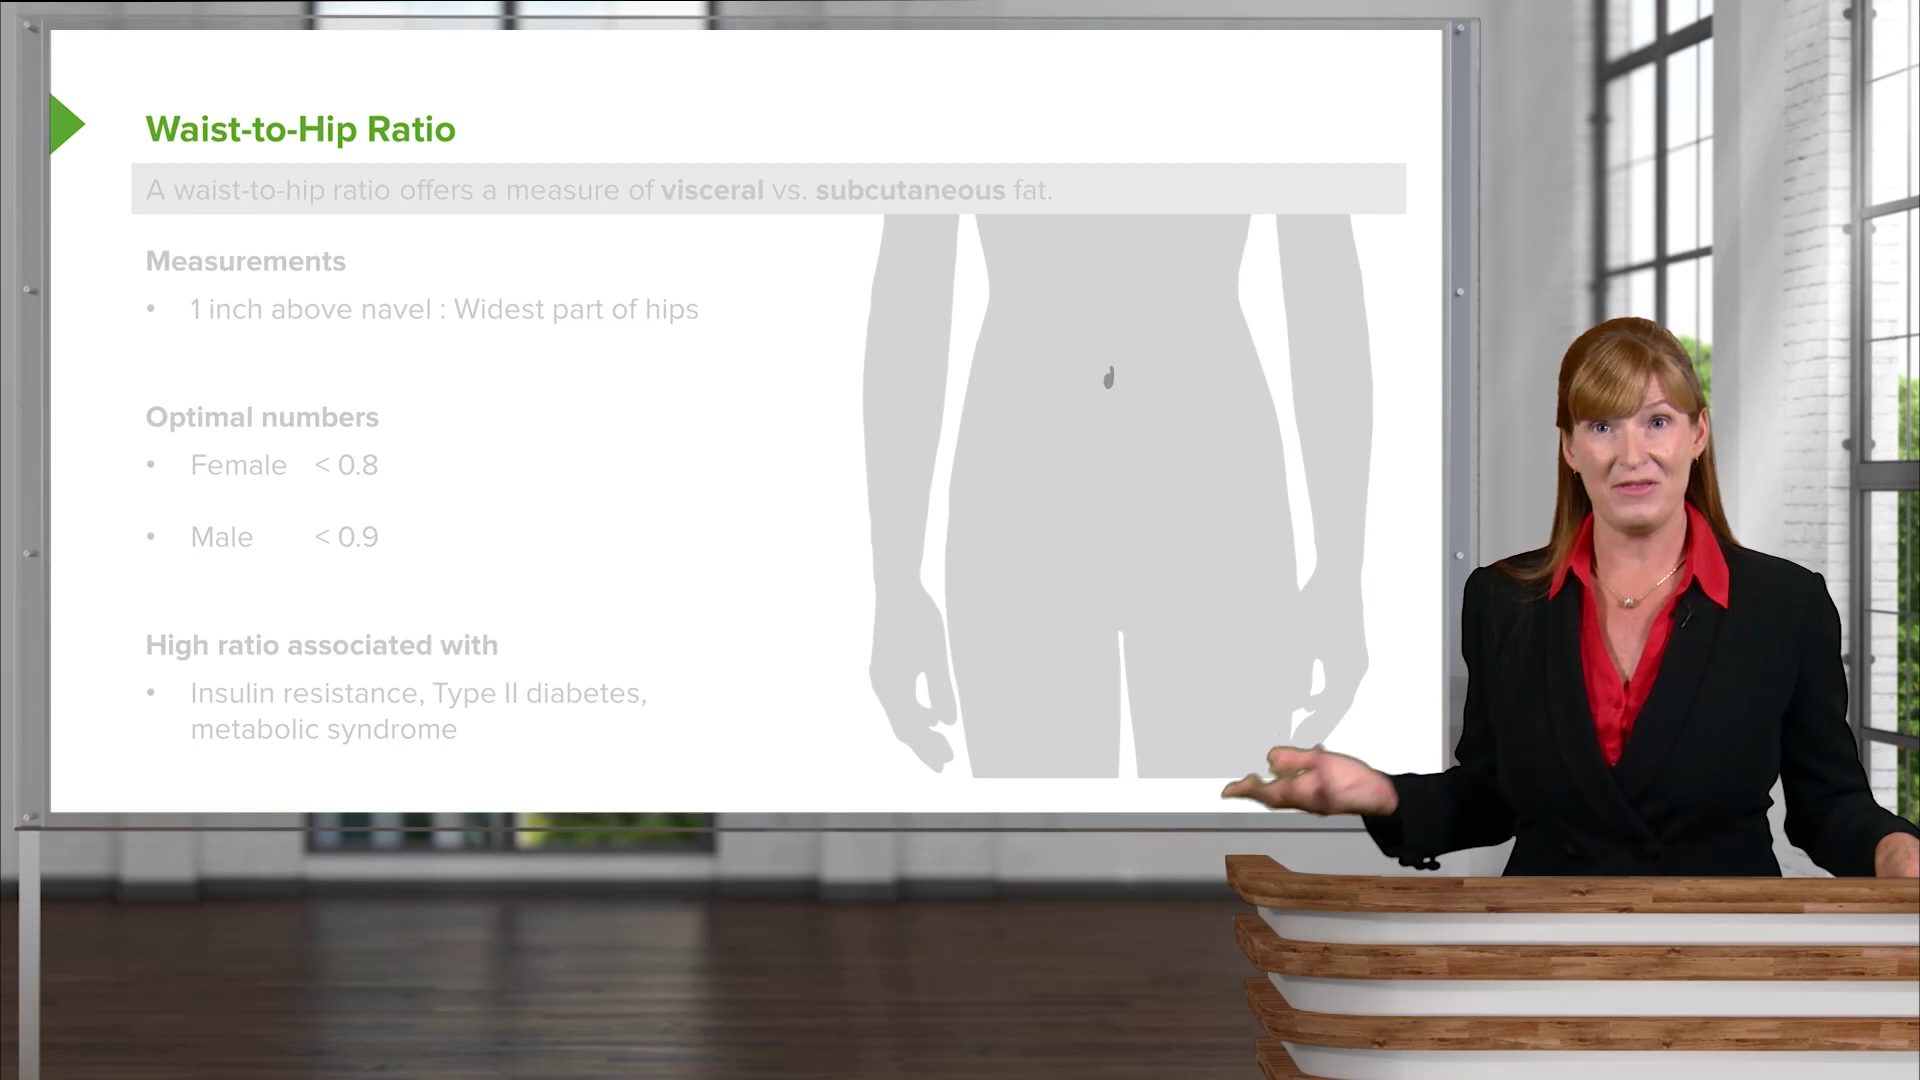 Waist-to-Hip Ratio
A waist-to-hip ratio offers a measure of visceral vs. subcutaneous fat.
Measurements
• 1 inch above navel : Widest part of hips
Optimal numbers
• Female < 0.8
• Male < 0.9
High ratio associated with
• Insulin resistance, Type II diabetes,
metabolic syndrome